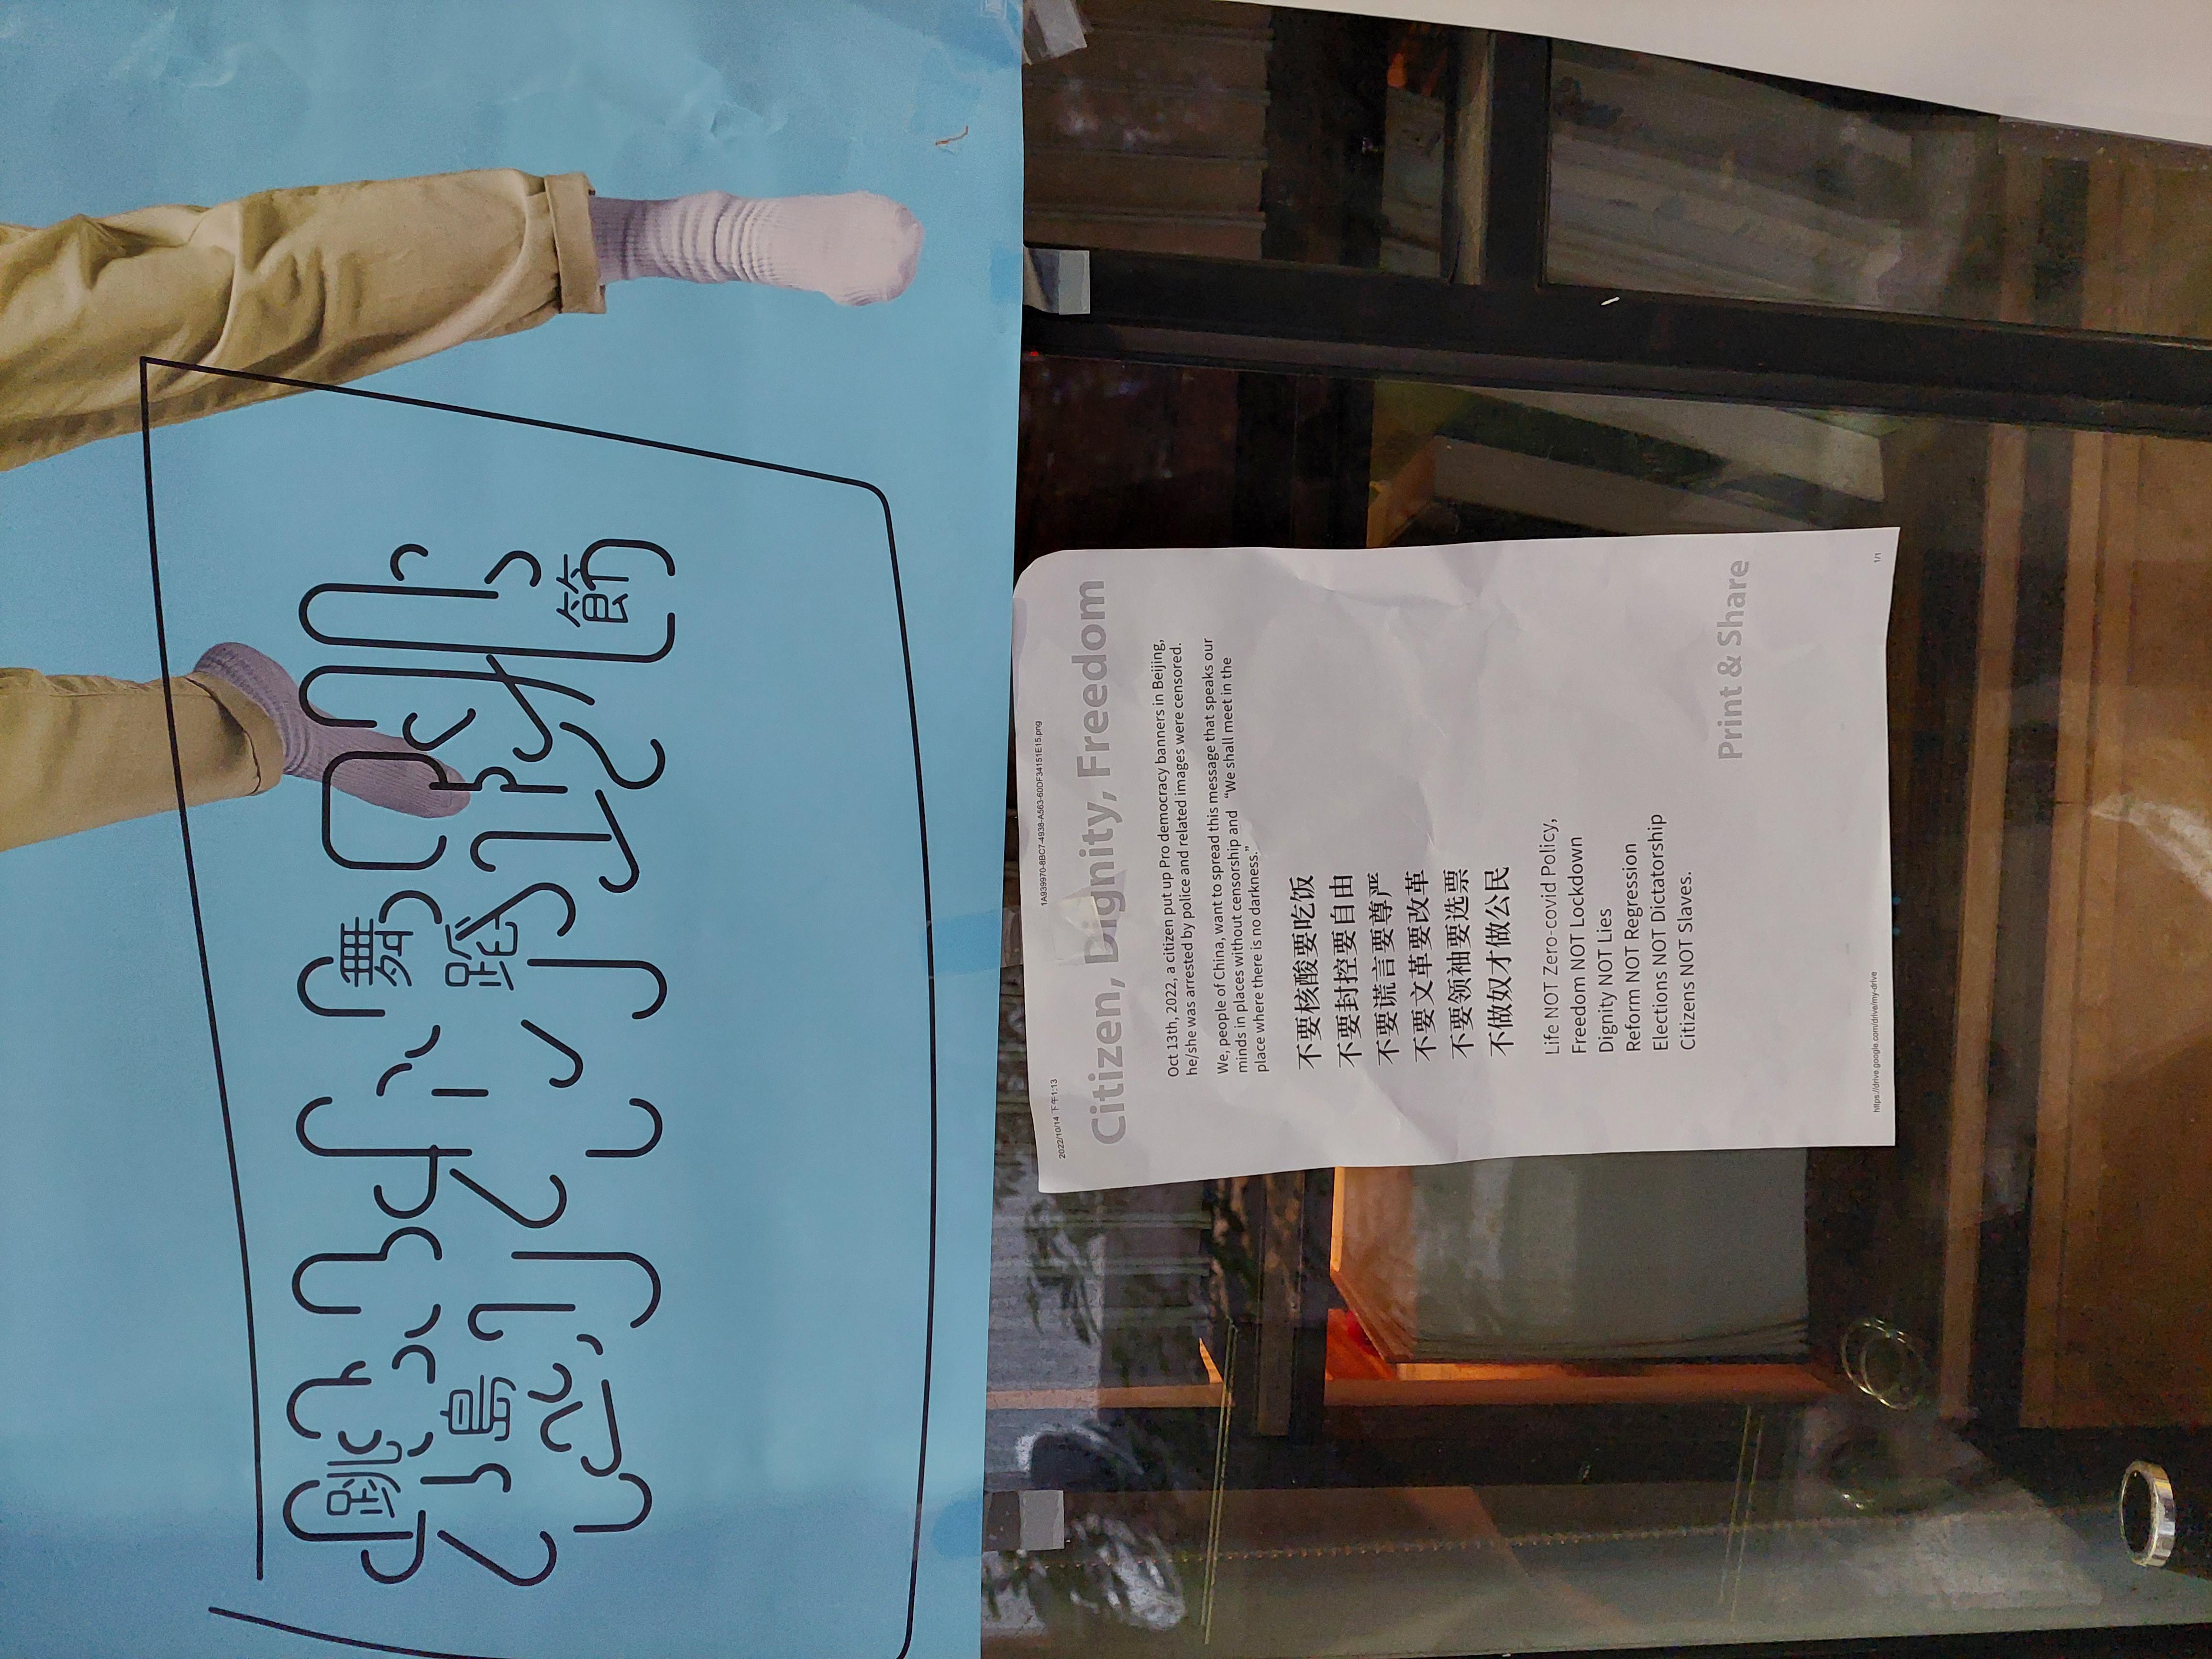 跳
島
舞
蹈
節
2022/10/14 下午1:13 1A939970-8BC7-4938-A563-60DF34151E15.png
Citizen, Dignity, Freedom
Oct 13th, 2022, a citizen put up Pro democracy banners in Beijing,
he/she was arrested by police and related images were censored.
We, people of China, want to spread this message that speaks our
minds in places without censorship and “We shall meet in the
place where there is no darkness.”
不要核酸要吃饭
不要封控要自由
不要谎言要尊严
不要文革要改革
不要领袖要选票
不做奴才做公民
Life NOT Zero-covid Policy,
Freedom NOT Lockdown
Dignity NOT Lies
Reform NOT Regression
Elections NOT Dictatorship
Citizens NOT Slaves.
Print & Share
https://drive.google.com/drive/my-drive 1/1